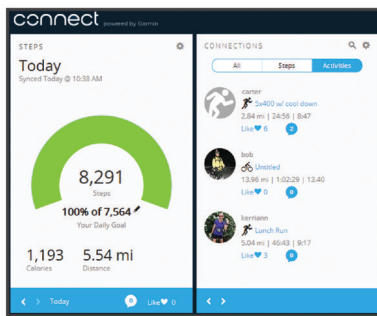 connect powered by Garmin
STEPS
Today
Synced Today @ 10:38 AM
8,291
Steps
100% of 7,564
Your Daily Goal
1,193
Calories
5.54 mi
Distance
Today
0
Like 0
CONNECTIONS
All
Steps
Activities
carter
5x400 w/ cool down
2.84 mi | 24:56 | 8:47
Like 6
2
bob
Untitled
13.96 mi | 1:02:29 | 13.40
Like 0
0
kerriann
Lunch Run
5.04 mi | 46:43 | 9:17
Like 3
0